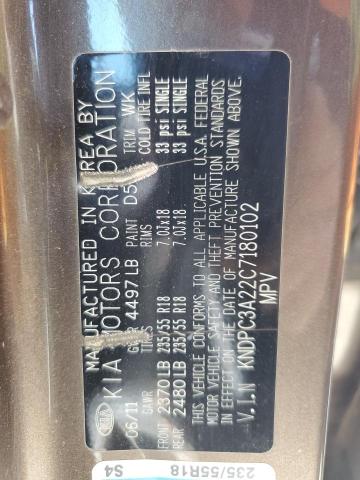 MANUFACTURED IN KOREA BY
KIA KIA MOTORS CORPORATION
06/11 4497 LB PAINT D5 TRIM WK
GAWR TIRES RIMS COLD TIRE INFL
FRONT 2370 LB 235/55 R18 7.0JX18 33 psi SINGLE
REAR 2480 LB 235/55 R18 7.0JX18 33 psi SINGLE
THIS VEHICLE CONFORMS TO ALL APPLICABLE U.S.A. FEDERAL
MOTOR VEHICLE SAFETY AND THEFT PREVENTION STANDARDS
IN EFFECT ON THE DATE OF MANUFACTURE SHOWN ABOVE.
V.I.N KNDPC3A22C7180102
MPV
S4 235/55R18